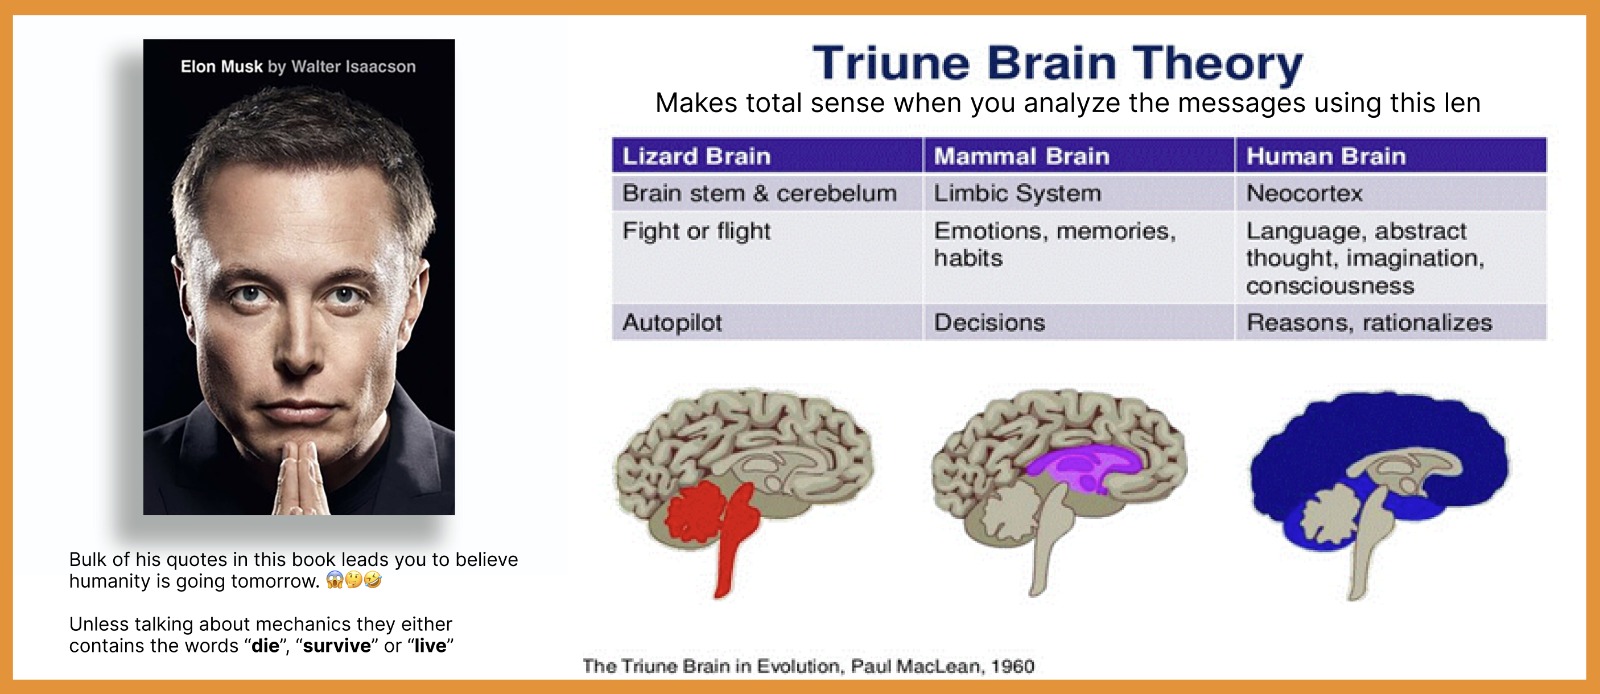 Elon Musk by Walter Isaacson
Bulk of his quotes in this book leads you to believe
humanity is going tomorrow. 😱🤔🤣
Unless talking about mechanics they either
contains the words “die”, “survive” or “live”
Triune Brain Theory
Makes total sense when you analyze the messages using this len
Lizard Brain
Mammal Brain
Human Brain
Brain stem & cerebelum
Limbic System
Neocortex
Fight or flight
Emotions, memories,
habits
Language, abstract
thought, imagination,
consciousness
Autopilot
Decisions
Reasons, rationalizes
The Triune Brain in Evolution, Paul MacLean, 1960